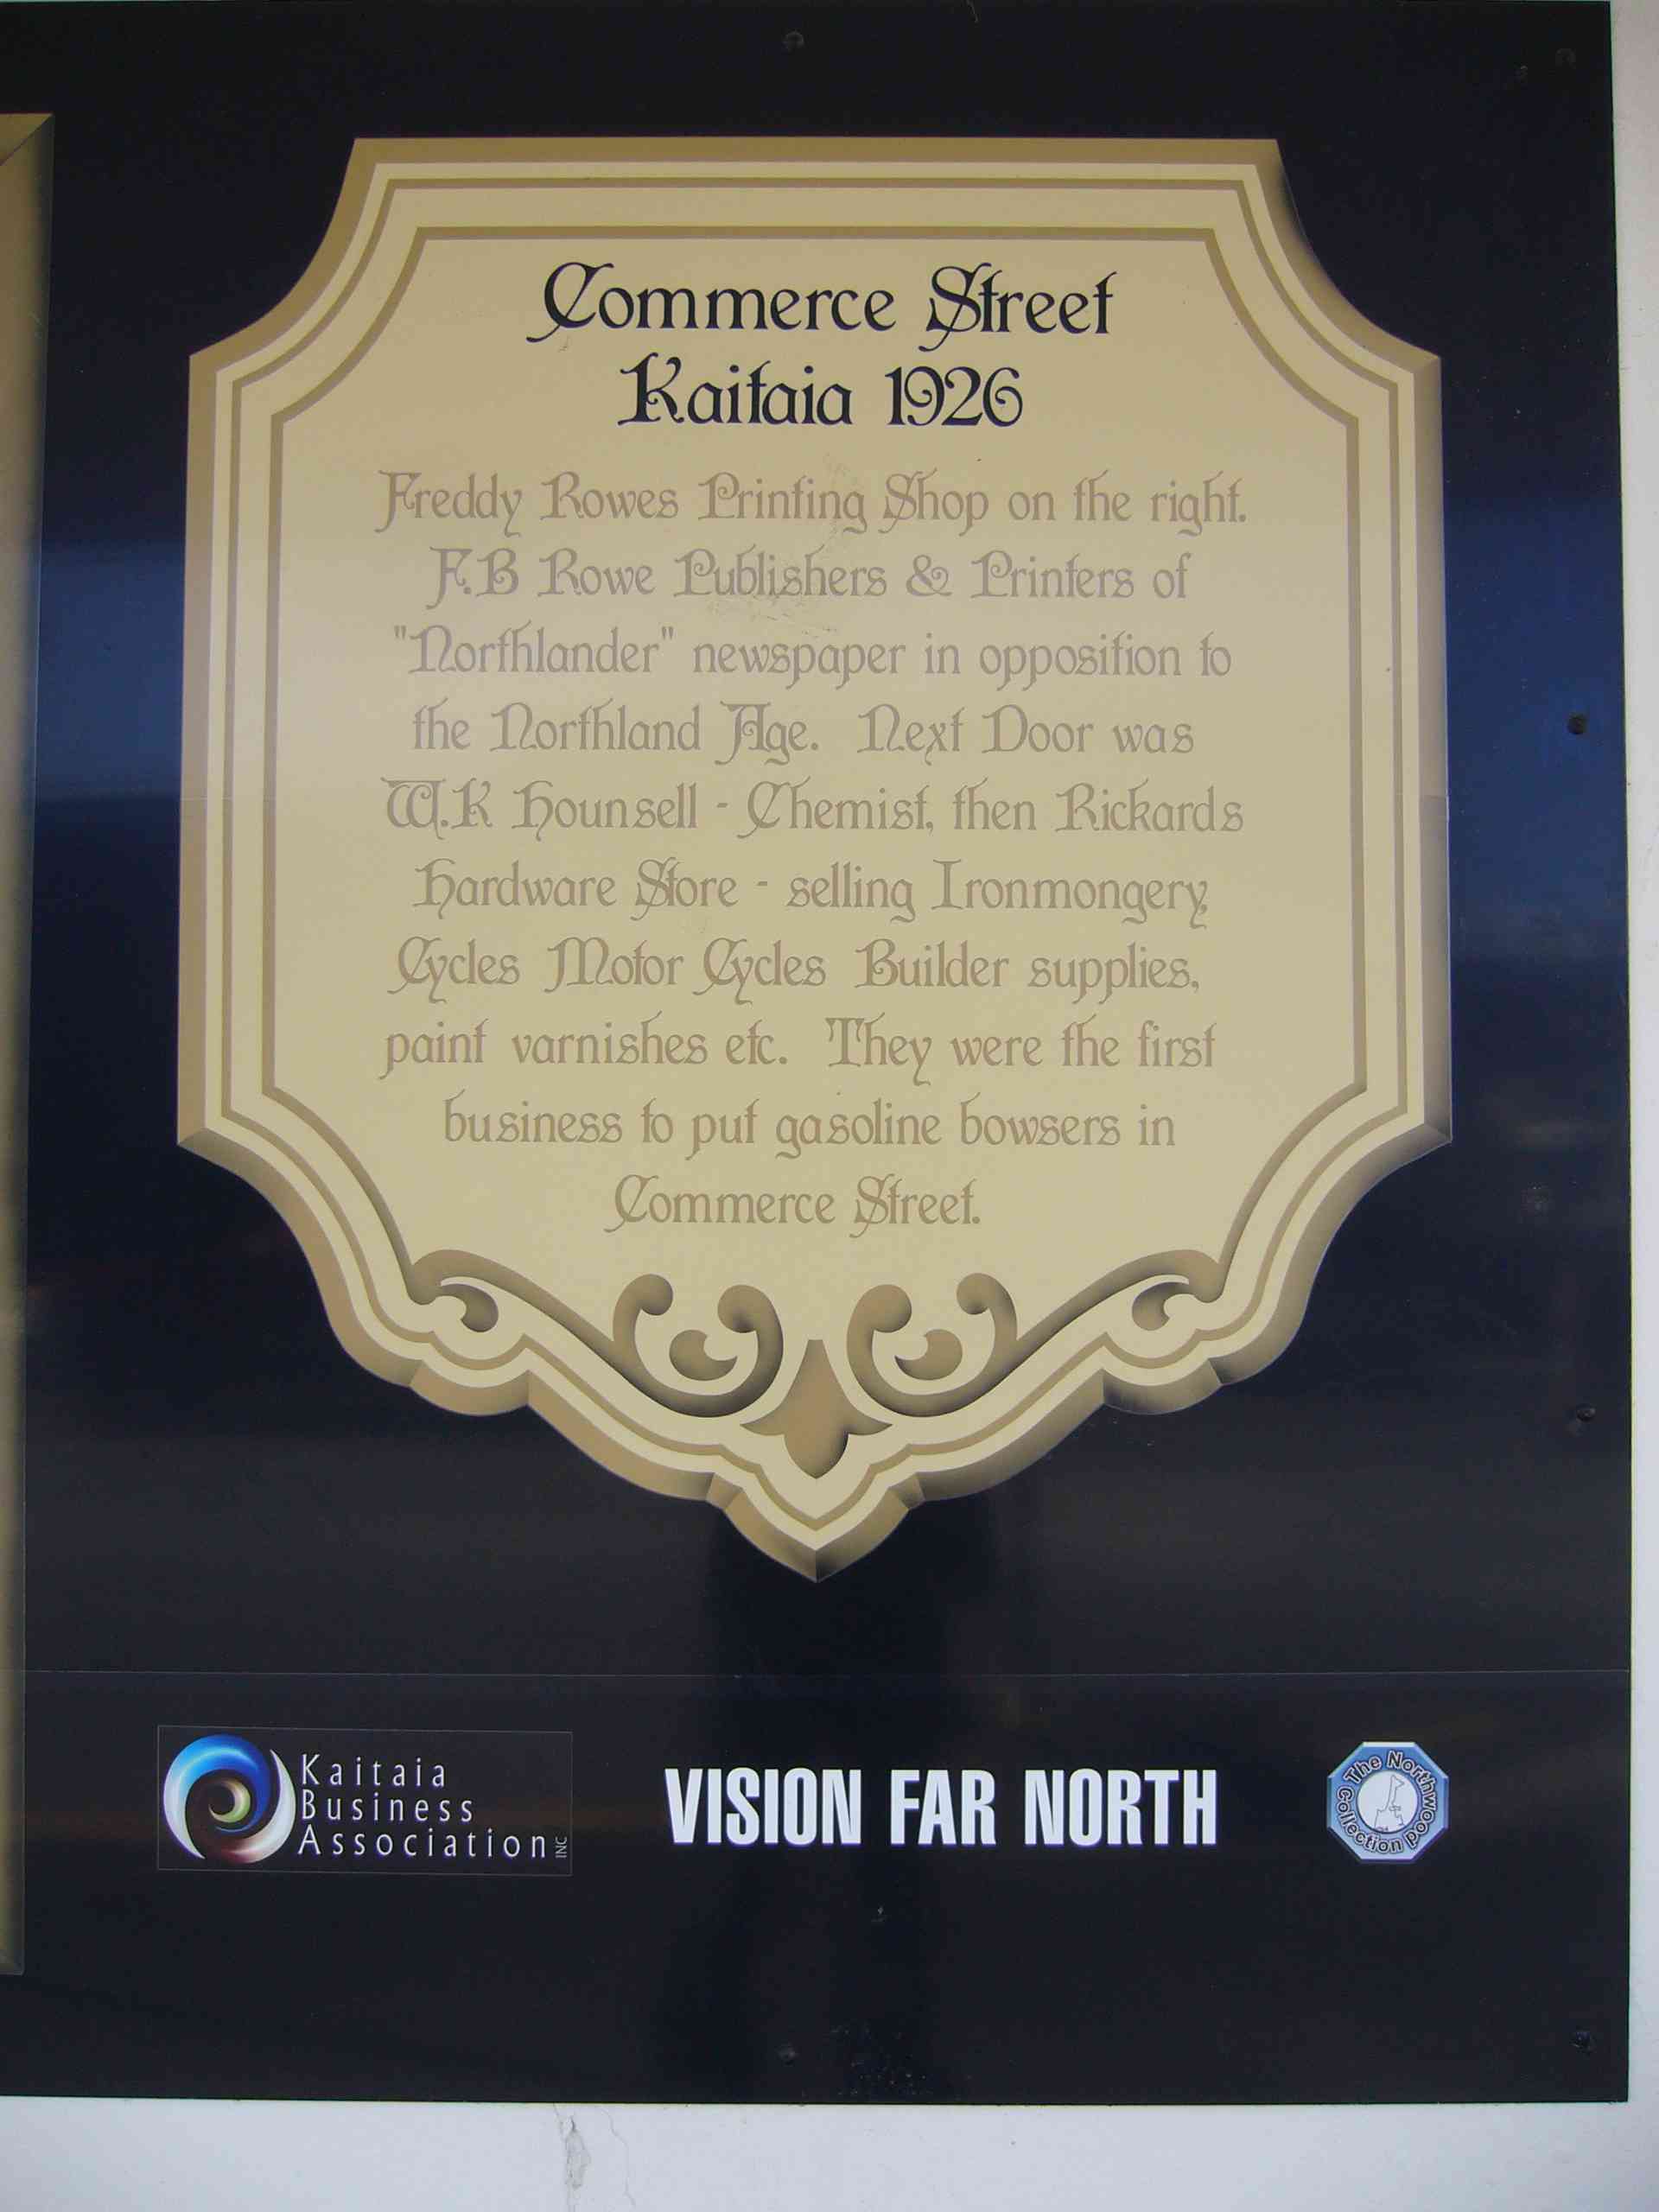 Commerce Street
Kaitaia 1926
Freddy Rowes Printing Shop on the right.
F.B Rowe Publishers & Printers of
"Northlander" newspaper in opposition to
the Northland Age. Next Door was
W.K Hounsell - Chemist, then Rickards
Hardware Store - selling Ironmongery,
Cycles Motor Cycles Builder supplies,
paint varnishes etc. They were the first
business to put gasoline bowsers in
Commerce Street.
Kaitaia
Business
Association INC
VISION FAR NORTH
The Northwood
Collection